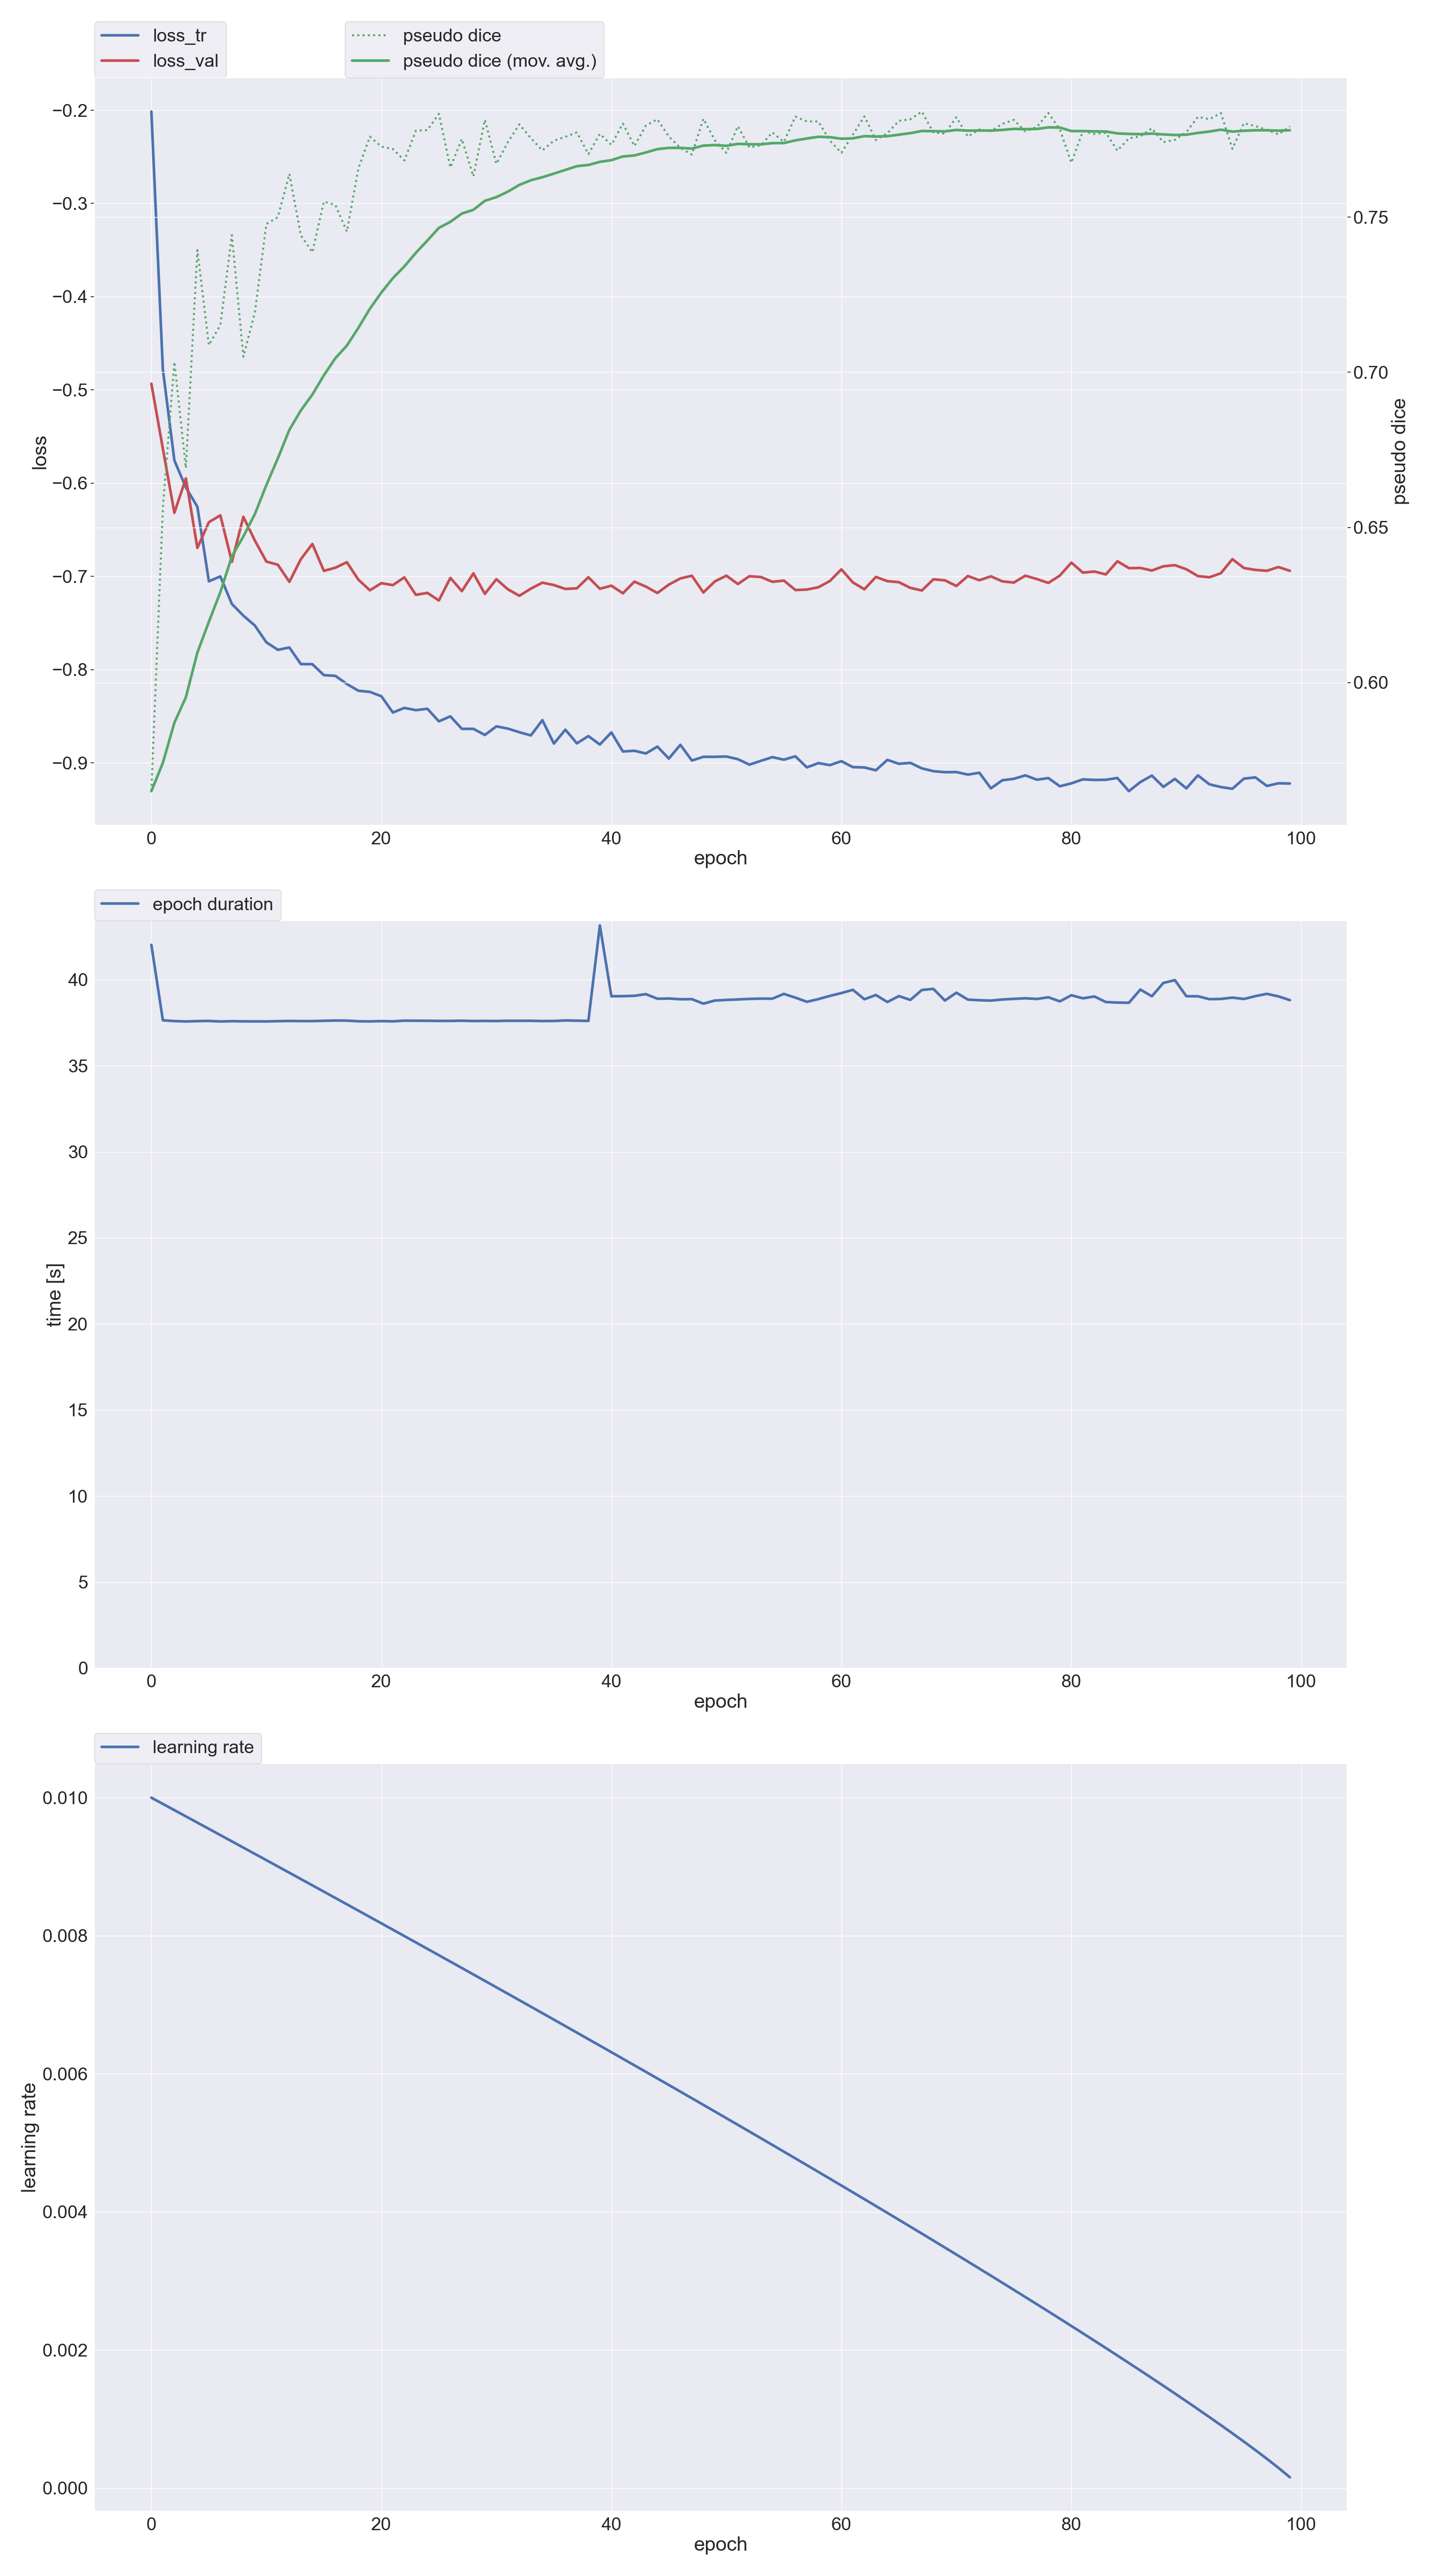 loss_tr
loss_val
pseudo dice
pseudo dice (mov. avg.)
−0.2
−0.3
−0.4
−0.5
−0.6
−0.7
−0.8
−0.9
loss
0.75
0.70
0.65
0.60
pseudo dice
0 20 40 60 80 100
epoch
epoch duration
40
35
30
25
20
15
10
5
0
time [s]
0 20 40 60 80 100
epoch
learning rate
0.010
0.008
0.006
0.004
0.002
0.000
learning rate
0 20 40 60 80 100
epoch